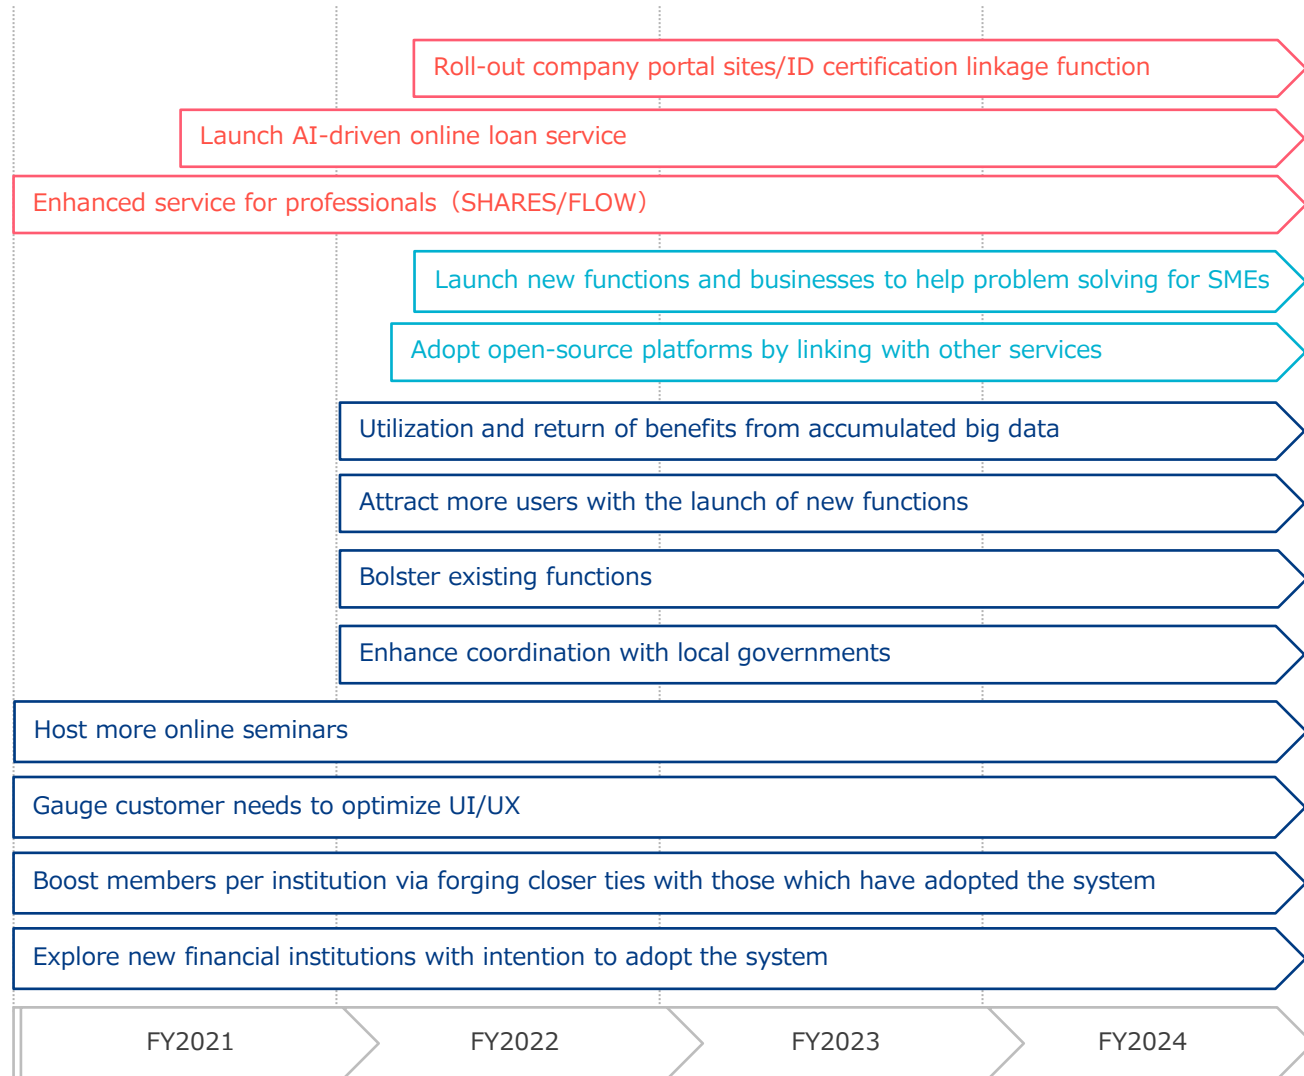 Roll-out company portal sites/ID certification linkage function
Launch AI-driven online loan service
Enhanced service for professionals（SHARES/FLOW）
Launch new functions and businesses to help problem solving for SMEs
Adopt open-source platforms by linking with other services
Utilization and return of benefits from accumulated big data
Attract more users with the launch of new functions
Bolster existing functions
Enhance coordination with local governments
Host more online seminars
Gauge customer needs to optimize UI/UX
Boost members per institution via forging closer ties with those which have adopted the system
Explore new financial institutions with intention to adopt the system
FY2021 FY2022 FY2023 FY2024